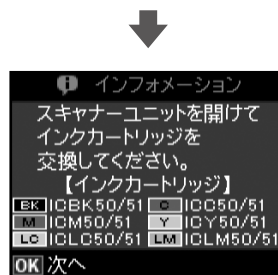 インフォメーション
スキャナーユニットを開けて
インクカートリッジを
交換してください。
【インクカートリッジ】
BK ICBK50/51 C ICC50/51
M ICM50/51 Y ICY50/51
LC ICLC50/51 LM ICLM50/51
OK 次へ